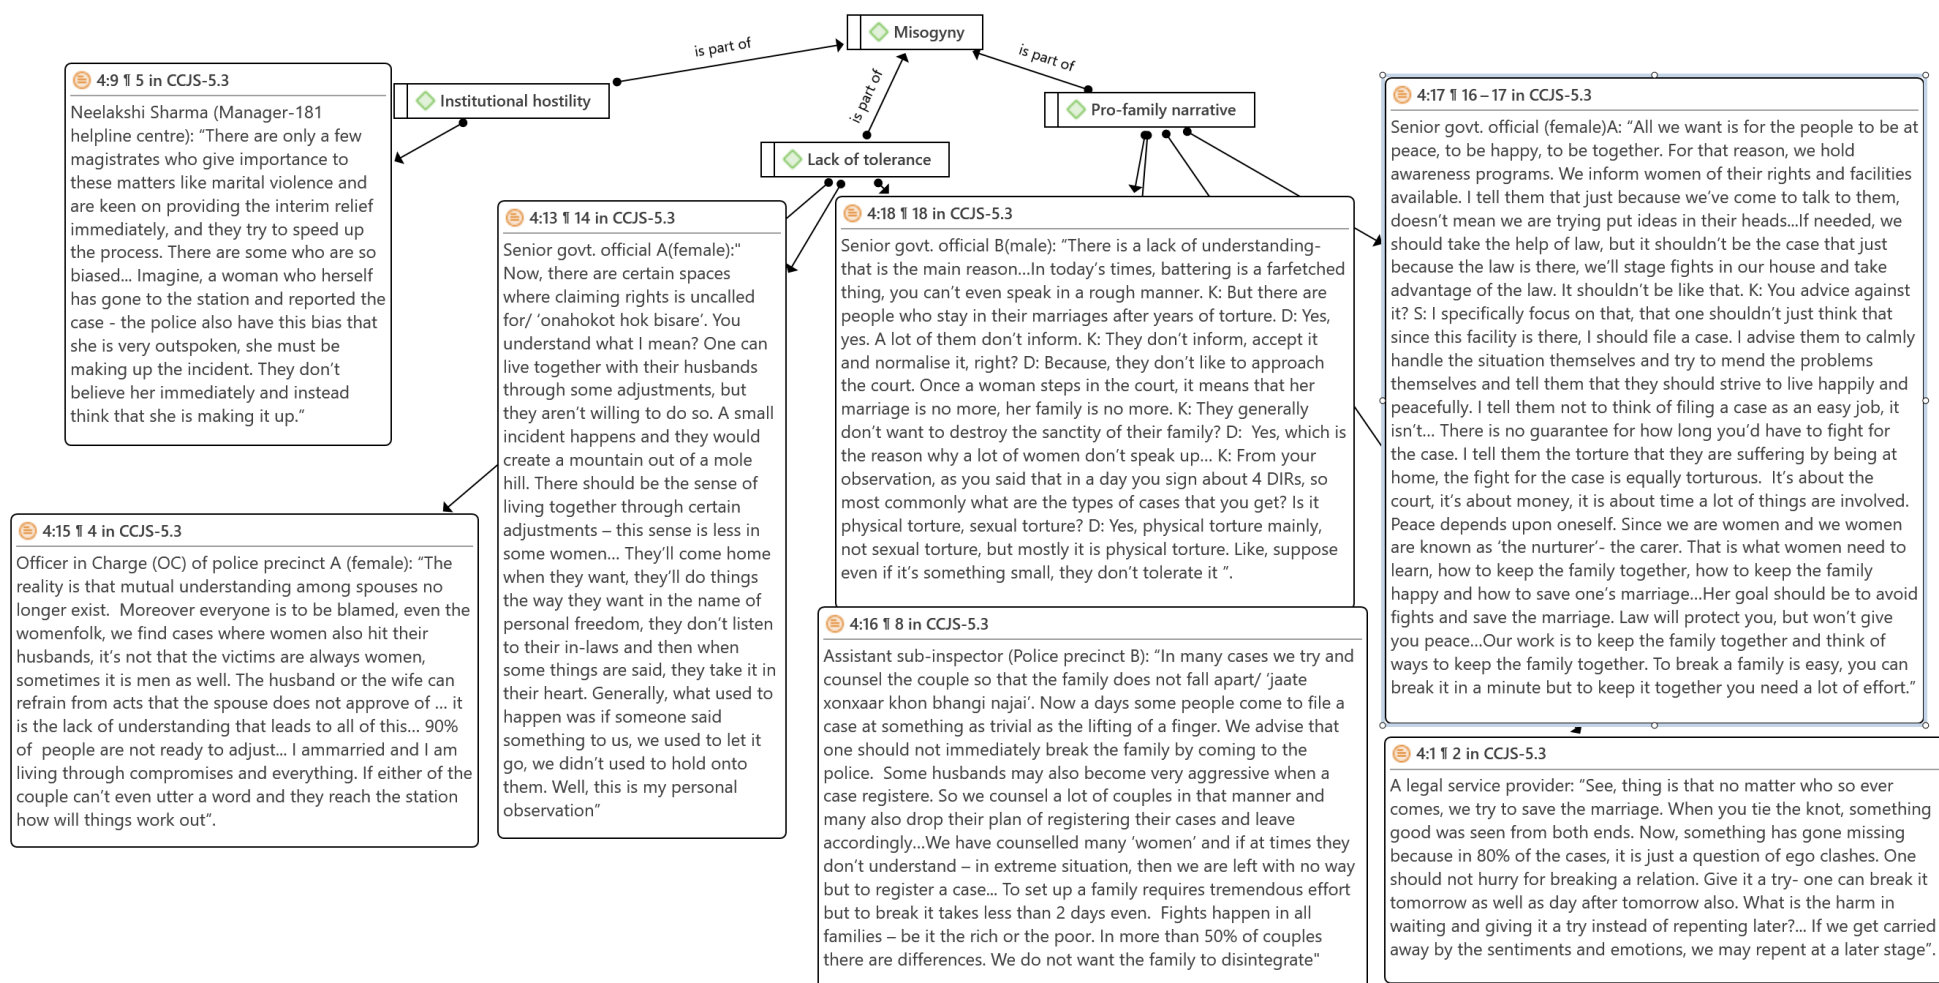 Misogyny
is part of
is part of
is part of
Institutional hostility
Lack of tolerance
Pro-family narrative
4:9 ¶ 5 in CCJS-5.3
Neelakshi Sharma (Manager-181
helpline centre): “There are only a few
magistrates who give importance to
these matters like marital violence and
are keen on providing the interim relief
immediately, and they try to speed up
the process. There are some who are so
biased... Imagine, a woman who herself
has gone to the station and reported the
case - the police also have this bias that
she is very outspoken, she must be
making up the incident. They don’t
believe her immediately and instead
think that she is making it up.“
4:15 ¶ 4 in CCJS-5.3
Officer in Charge (OC) of police precinct A (female): “The
reality is that mutual understanding among spouses no
longer exist.  Moreover everyone is to be blamed, even the
womenfolk, we find cases where women also hit their
husbands, it’s not that the victims are always women,
sometimes it is men as well. The husband or the wife can
refrain from acts that the spouse does not approve of ... it
is the lack of understanding that leads to all of this... 90%
of  people are not ready to adjust... I ammarried and I am
living through compromises and everything. If either of the
couple can’t even utter a word and they reach the station
how will things work out”.
4:13 ¶ 14 in CCJS-5.3
Senior govt. official A(female):"
Now, there are certain spaces
where claiming rights is uncalled
for/ ‘onahokot hok bisare’. You
understand what I mean? One can
live together with their husbands
through some adjustments, but
they aren’t willing to do so. A small
incident happens and they would
create a mountain out of a mole
hill. There should be the sense of
living together through certain
adjustments – this sense is less in
some women... They’ll come home
when they want, they’ll do things
the way they want in the name of
personal freedom, they don’t listen
to their in-laws and then when
some things are said, they take it in
their heart. Generally, what used to
happen was if someone said
something to us, we used to let it
go, we didn’t used to hold onto
them. Well, this is my personal
observation”
4:18 ¶ 18 in CCJS-5.3
Senior govt. official B(male): “There is a lack of understanding-
that is the main reason...In today’s times, battering is a farfetched
thing, you can’t even speak in a rough manner. K: But there are
people who stay in their marriages after years of torture. D: Yes,
yes. A lot of them don’t inform. K: They don’t inform, accept it
and normalise it, right? D: Because, they don’t like to approach
the court. Once a woman steps in the court, it means that her
marriage is no more, her family is no more. K: They generally
don’t want to destroy the sanctity of their family? D:  Yes, which is
the reason why a lot of women don’t speak up... K: From your
observation, as you said that in a day you sign about 4 DIRs, so
most commonly what are the types of cases that you get? Is it
physical torture, sexual torture? D: Yes, physical torture mainly,
not sexual torture, but mostly it is physical torture. Like, suppose
even if it’s something small, they don’t tolerate it ”.
4:16 ¶ 8 in CCJS-5.3
Assistant sub-inspector (Police precinct B): “In many cases we try and
counsel the couple so that the family does not fall apart/ ‘jaate
xonxaar khon bhangi najai‘. Now a days some people come to file a
case at something as trivial as the lifting of a finger. We advise that
one should not immediately break the family by coming to the
police.  Some husbands may also become very aggressive when a
case registere. So we counsel a lot of couples in that manner and
many also drop their plan of registering their cases and leave
accordingly...We have counselled many ‘women’ and if at times they
don’t understand – in extreme situation, then we are left with no way
but to register a case... To set up a family requires tremendous effort
but to break it takes less than 2 days even.  Fights happen in all
families – be it the rich or the poor. In more than 50% of couples
there are differences. We do not want the family to disintegrate"
4:17 ¶ 16 – 17 in CCJS-5.3
Senior govt. official (female)A: “All we want is for the people to be at
peace, to be happy, to be together. For that reason, we hold
awareness programs. We inform women of their rights and facilities
available. I tell them that just because we’ve come to talk to them,
doesn’t mean we are trying put ideas in their heads...If needed, we
should take the help of law, but it shouldn’t be the case that just
because the law is there, we’ll stage fights in our house and take
advantage of the law. It shouldn’t be like that. K: You advice against
it? S: I specifically focus on that, that one shouldn’t just think that
since this facility is there, I should file a case. I advise them to calmly
handle the situation themselves and try to mend the problems
themselves and tell them that they should strive to live happily and
peacefully. I tell them not to think of filing a case as an easy job, it
isn’t... There is no guarantee for how long you’d have to fight for
the case. I tell them the torture that they are suffering by being at
home, the fight for the case is equally torturous.  It’s about the
court, it’s about money, it is about time a lot of things are involved.
Peace depends upon oneself. Since we are women and we women
are known as ‘the nurturer’- the carer. That is what women need to
learn, how to keep the family together, how to keep the family
happy and how to save one’s marriage...Her goal should be to avoid
fights and save the marriage. Law will protect you, but won’t give
you peace...Our work is to keep the family together and think of
ways to keep the family together. To break a family is easy, you can
break it in a minute but to keep it together you need a lot of effort.”
4:1 ¶ 2 in CCJS-5.3
A legal service provider: “See, thing is that no matter who so ever
comes, we try to save the marriage. When you tie the knot, something
good was seen from both ends. Now, something has gone missing
because in 80% of the cases, it is just a question of ego clashes. One
should not hurry for breaking a relation. Give it a try- one can break it
tomorrow as well as day after tomorrow also. What is the harm in
waiting and giving it a try instead of repenting later?... If we get carried
away by the sentiments and emotions, we may repent at a later stage”.